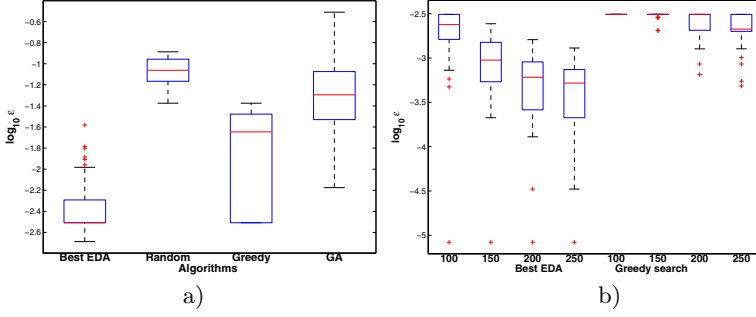 -0.6
-0.8
-1
-1.2
-1.4
-1.6
-1.8
-2
-2.2
-2.4
-2.6
log10 ε
Best EDA Random Greedy GA
Algorithms
a)
-2.5
-3
-3.5
-4
-4.5
-5
log10 ε
100 150 200 250 100 150 200 250
Best EDA Greedy search
b)